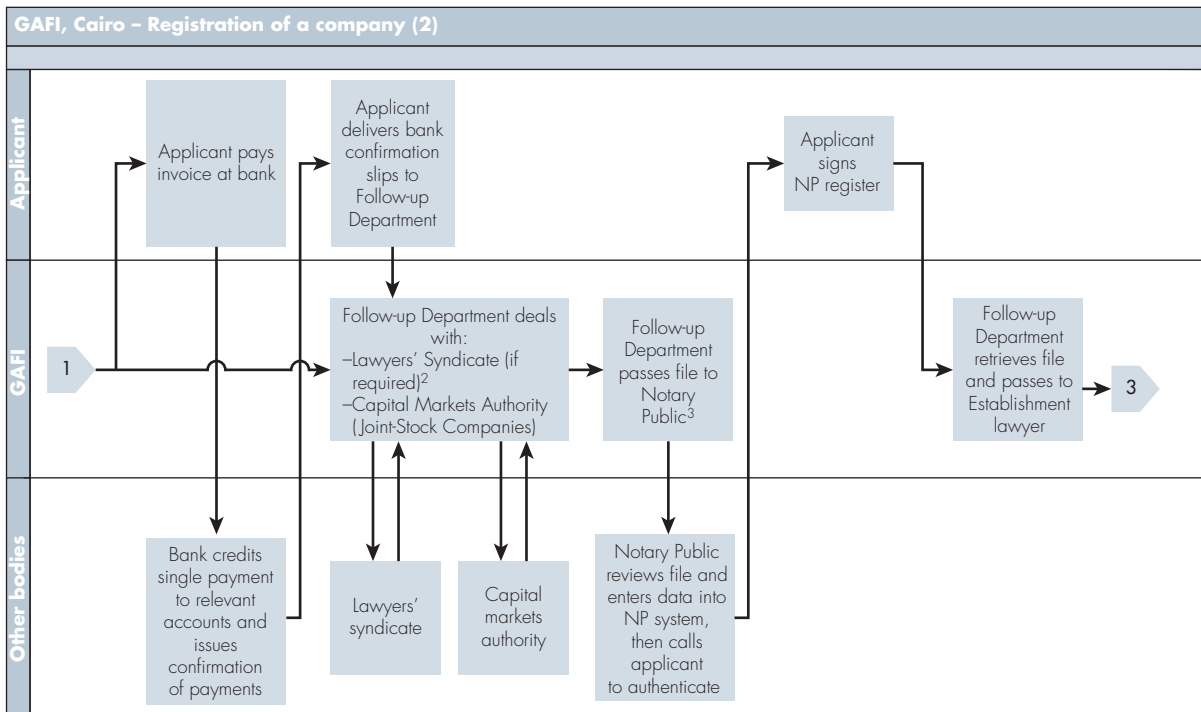 GAFI, Cairo – Registration of a company (2)
Applicant
Applicant pays
invoice at bank
Applicant
delivers bank
confirmation
slips to
Follow-up
Department
Applicant
signs
NP register
GAFI
1
Follow-up Department deals
with:
–Lawyers’ Syndicate (if
required)2
–Capital Markets Authority
(Joint-Stock Companies)
Follow-up
Department
passes file to
Notary
Public3
Follow-up
Department
retrieves file
and passes to
Establishment
lawyer
3
Other bodies
Bank credits
single payment
to relevant
accounts and
issues
confirmation
of payments
Lawyers’
syndicate
Capital
markets
authority
Notary Public
reviews file and
enters data into
NP system,
then calls
applicant
to authenticate